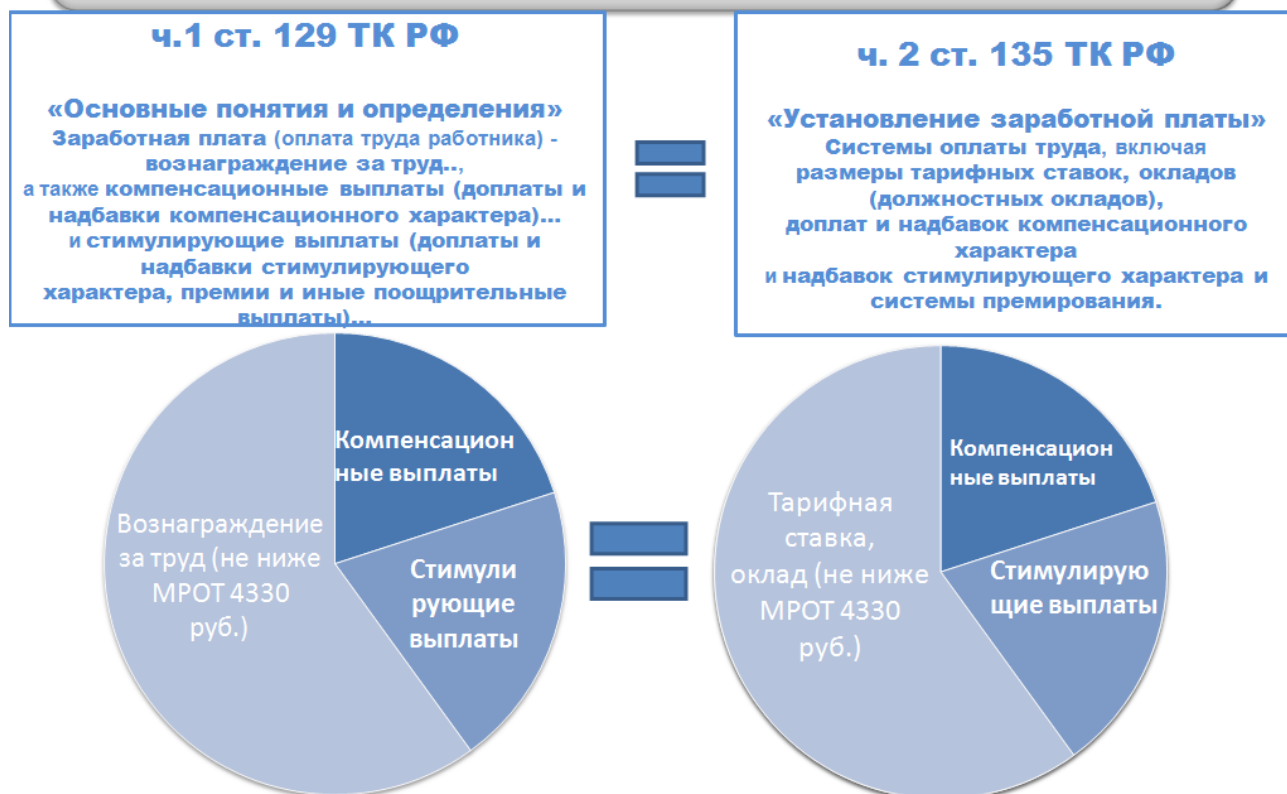 ч.1 ст. 129 ТК РФ
«Основные понятия и определения»
Заработная плата (оплата труда работника) -
вознаграждение за труд..,
а также компенсационные выплаты (доплаты и
надбавки компенсационного характера)...
и стимулирующие выплаты (доплаты и
надбавки стимулирующего
характера, премии и иные поощрительные
выплаты)...
ч. 2 ст. 135 ТК РФ
«Установление заработной платы»
Системы оплаты труда, включая
размеры тарифных ставок, окладов
(должностных окладов),
доплат и надбавок компенсационного
характера
и надбавок стимулирующего характера и
системы премирования.
Компенсацион
ные выплаты
Вознаграждение
за труд (не ниже
МРОТ 4330
руб.)
Стимули
рующие
выплаты
Компенсацион
ные выплаты
Тарифная
ставка,
оклад (не ниже
МРОТ 4330
руб.)
Стимулирую
щие выплаты